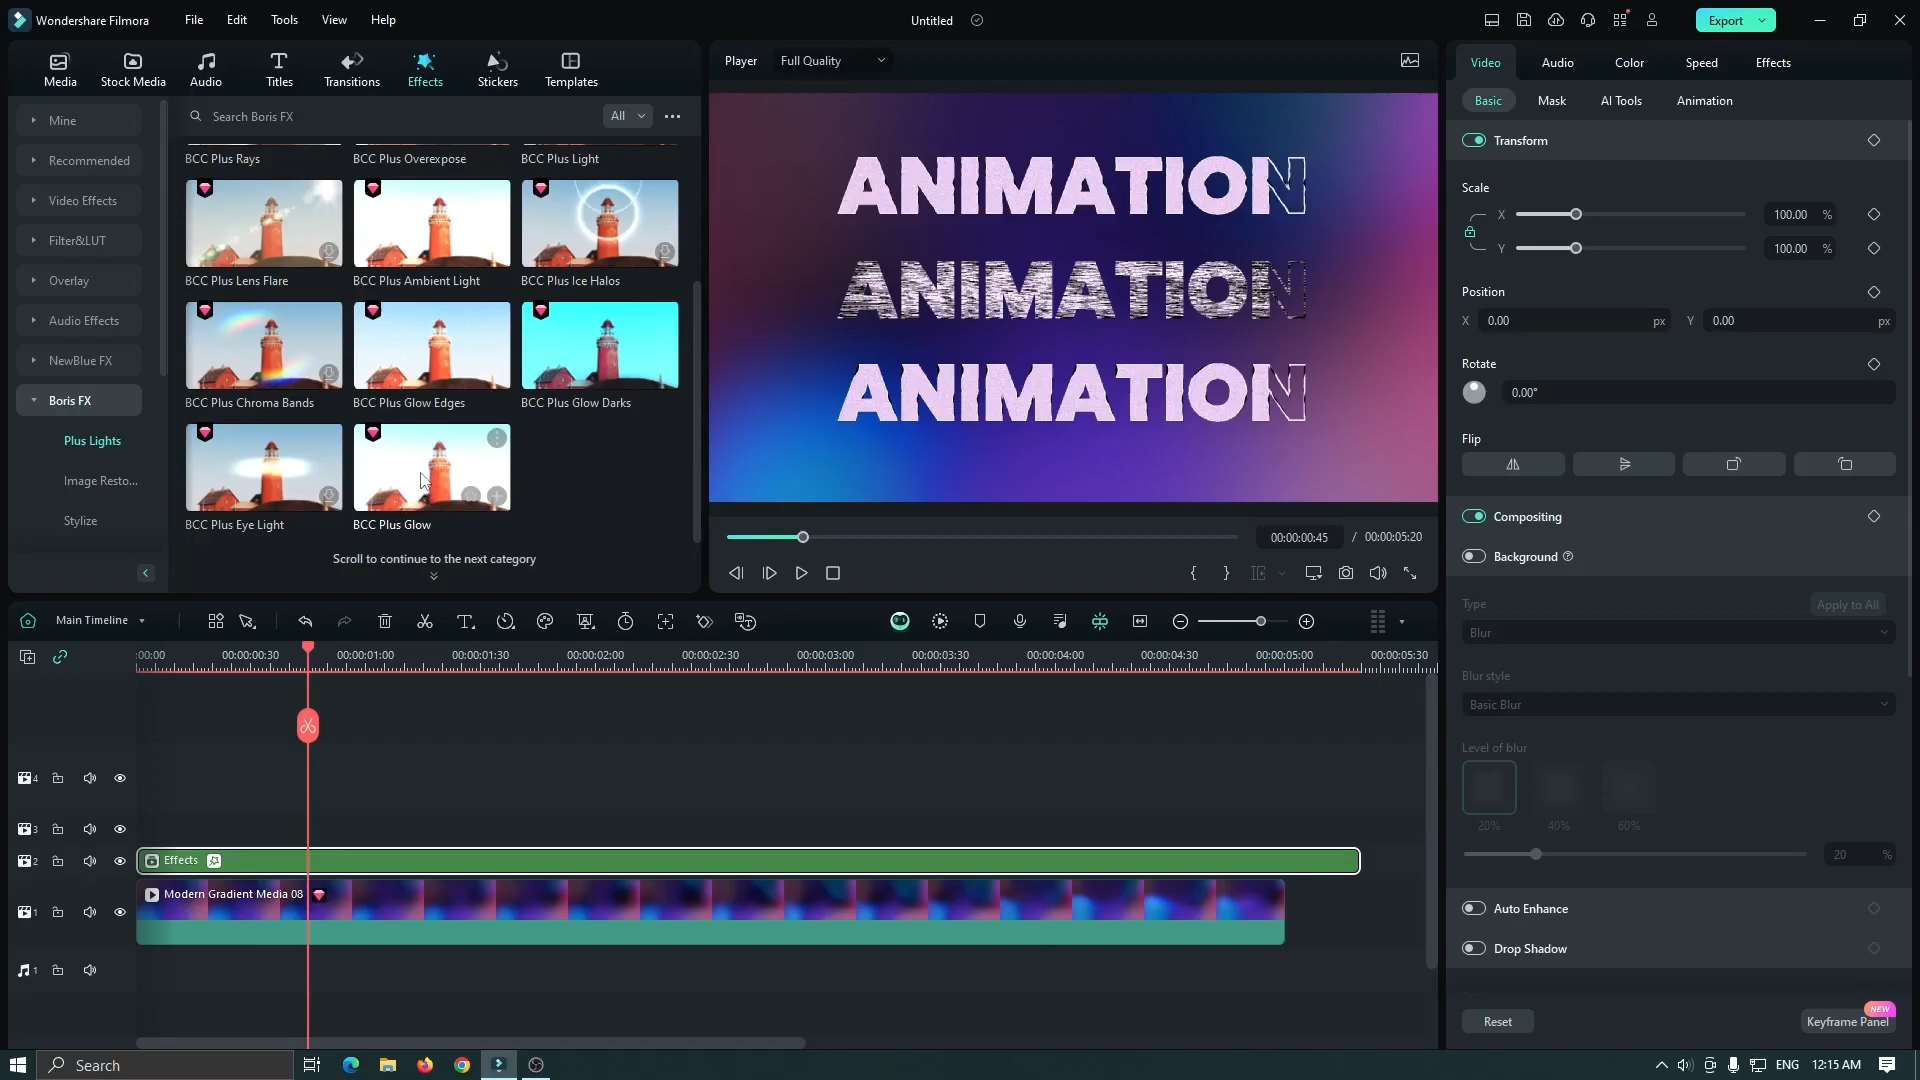 Wondershare Filmora File Edit Tools View Help Untitled Export
Media Stock Media Audio Titles Transitions Effects Stickers Templates
Player Full Quality
Video Audio Color Speed Effects
Basic Mask AI Tools Animation
Search Boris FX All
Mine
Recommended
Video Effects
Filter&LUT
Overlay
Audio Effects
NewBlue FX
Boris FX
Plus Lights
Image Resto...
Stylize
BCC Plus Rays BCC Plus Overexpose BCC Plus Light
BCC Plus Lens Flare BCC Plus Ambient Light BCC Plus Ice Halos
BCC Plus Chroma Bands BCC Plus Glow Edges BCC Plus Glow Darks
BCC Plus Eye Light BCC Plus Glow
Scroll to continue to the next category
ANIMATION
ANIMATION
ANIMATION
00:00:00:45 / 00:00:05:20
Transform
Scale
X 100.00 %
Y 100.00 %
Position
X 0.00 px Y 0.00 px
Rotate
0.00°
Flip
Compositing
Background
Type Apply to All
Blur
Blur style
Basic Blur
Level of blur
20% 40% 60%
20 %
Auto Enhance
Drop Shadow
Reset NEW
Keyframe Panel
Main Timeline
:00:00 00:00:00:30 00:00:01:00 00:00:01:30 00:00:02:00 00:00:02:30 00:00:03:00 00:00:03:30 00:00:04:00 00:00:04:30 00:00:05:00 00:00:05:30
4
3
2 Effects
1 Modern Gradient Media 08
1
Search ENG 12:15 AM